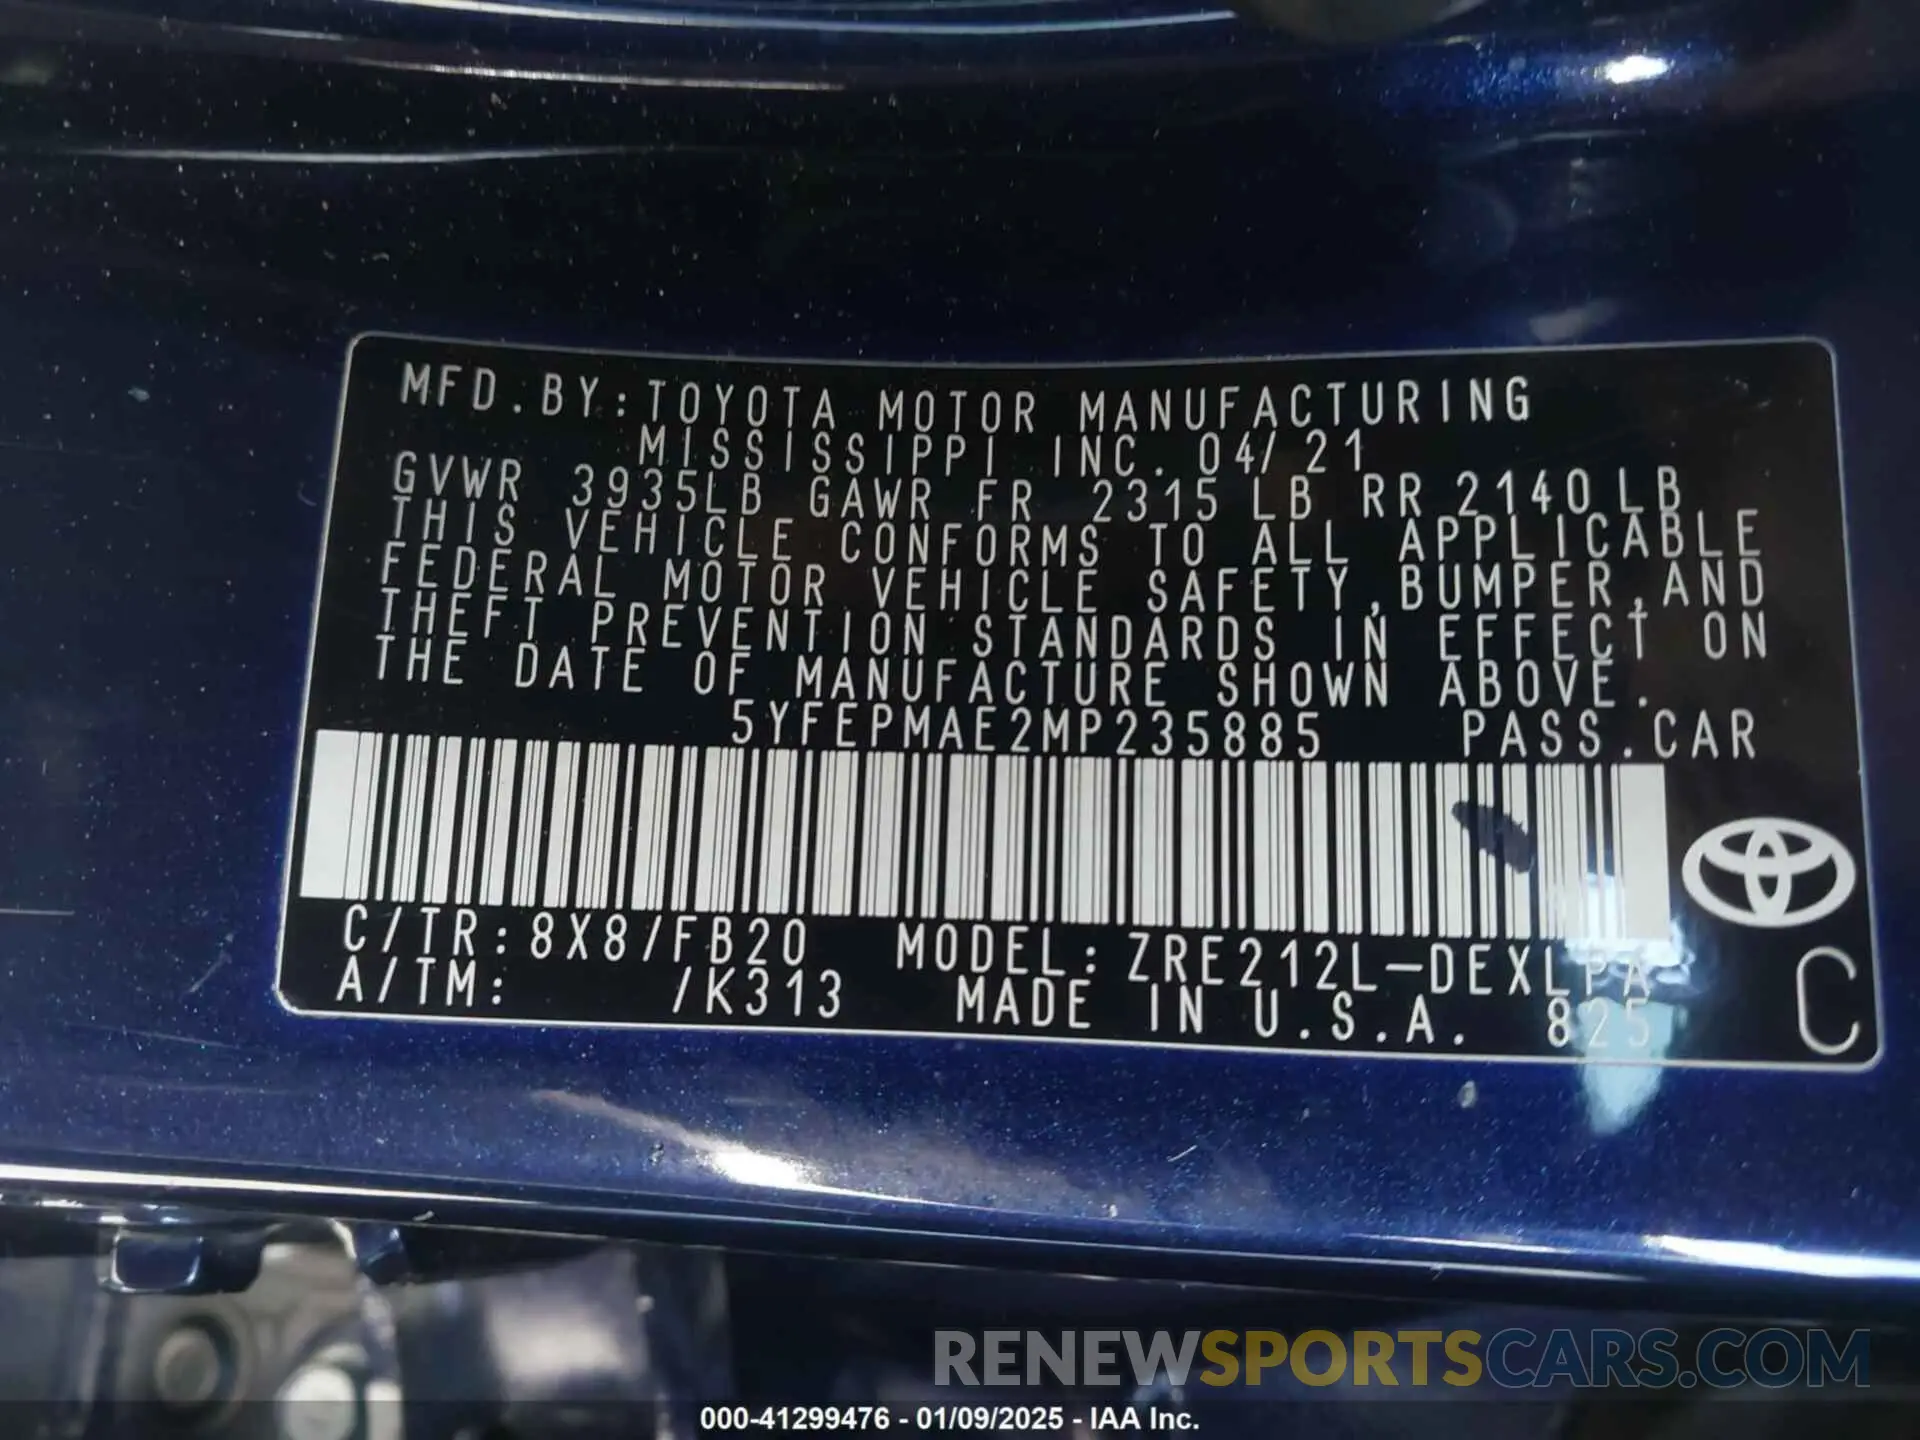 MFD.BY:TOYOTA MOTOR MANUFACTURING
MISSISSIPPI INC. 04/21
GVWR 3935LB GAWR FR 2315 LB RR 2140LB
THIS VEHICLE CONFORMS TO ALL APPLICABLE
FEDERAL MOTOR VEHICLE SAFETY,BUMPER,AND
THEFT PREVENTION STANDARDS IN EFFECT ON
THE DATE OF MANUFACTURE SHOWN ABOVE.
5YFEPMAE2MP235885 PASS.CAR
C/TR:8X8/FB20 MODEL:ZRE212L-DEXLPA
A/TM: /K313 MADE IN U.S.A. 825
C
RENEWSPORTSCARS.COM
000-41299476 - 01/09/2025 - IAA Inc.